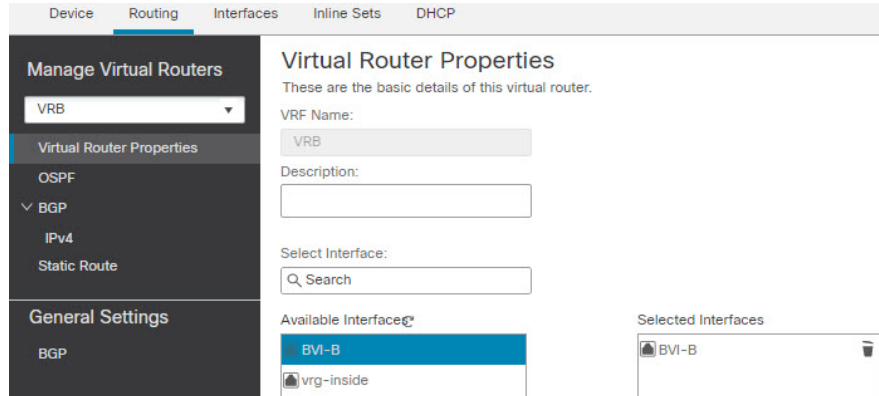 Device Routing Interfaces Inline Sets DHCP
Manage Virtual Routers
VRB
Virtual Router Properties
OSPF
BGP
IPv4
Static Route
General Settings
BGP
Virtual Router Properties
These are the basic details of this virtual router.
VRF Name:
VRB
Description:
Select Interface:
Search
Available Interfaces
BVI-B
vrg-inside
Selected Interfaces
BVI-B